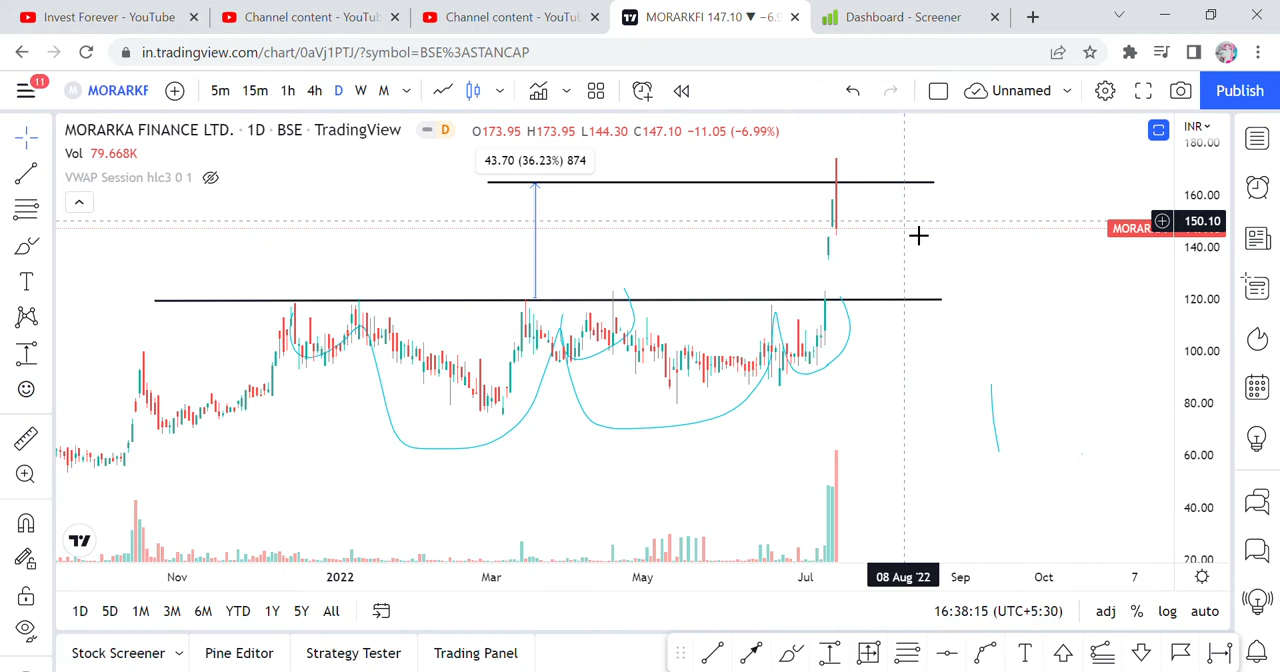 Invest Forever - YouTube
Channel content - YouTu
Channel content - YouTu
MORARKFI 147.10 ▼ −6.9
Dashboard - Screener
in.tradingview.com/chart/0aVj1PTJ/?symbol=BSE%3ASTANCAP
11
M MORARKF 5m 15m 1h 4h D W M Unnamed Publish
MORARKA FINANCE LTD. · 1D · BSE · TradingView D O173.95 H173.95 L144.30 C147.10 −11.05 (−6.99%)
INR
Vol 79.668K
VWAP Session hlc3 0 1
43.70 (36.23%) 874
180.00
160.00
150.10
MORAR
140.00
120.00
100.00
80.00
60.00
40.00
20.00
Nov 2022 Mar May Jul 08 Aug '22 Sep Oct 7
1D 5D 1M 3M 6M YTD 1Y 5Y All 16:38:15 (UTC+5:30) adj % log auto
Stock Screener Pine Editor Strategy Tester Trading Panel